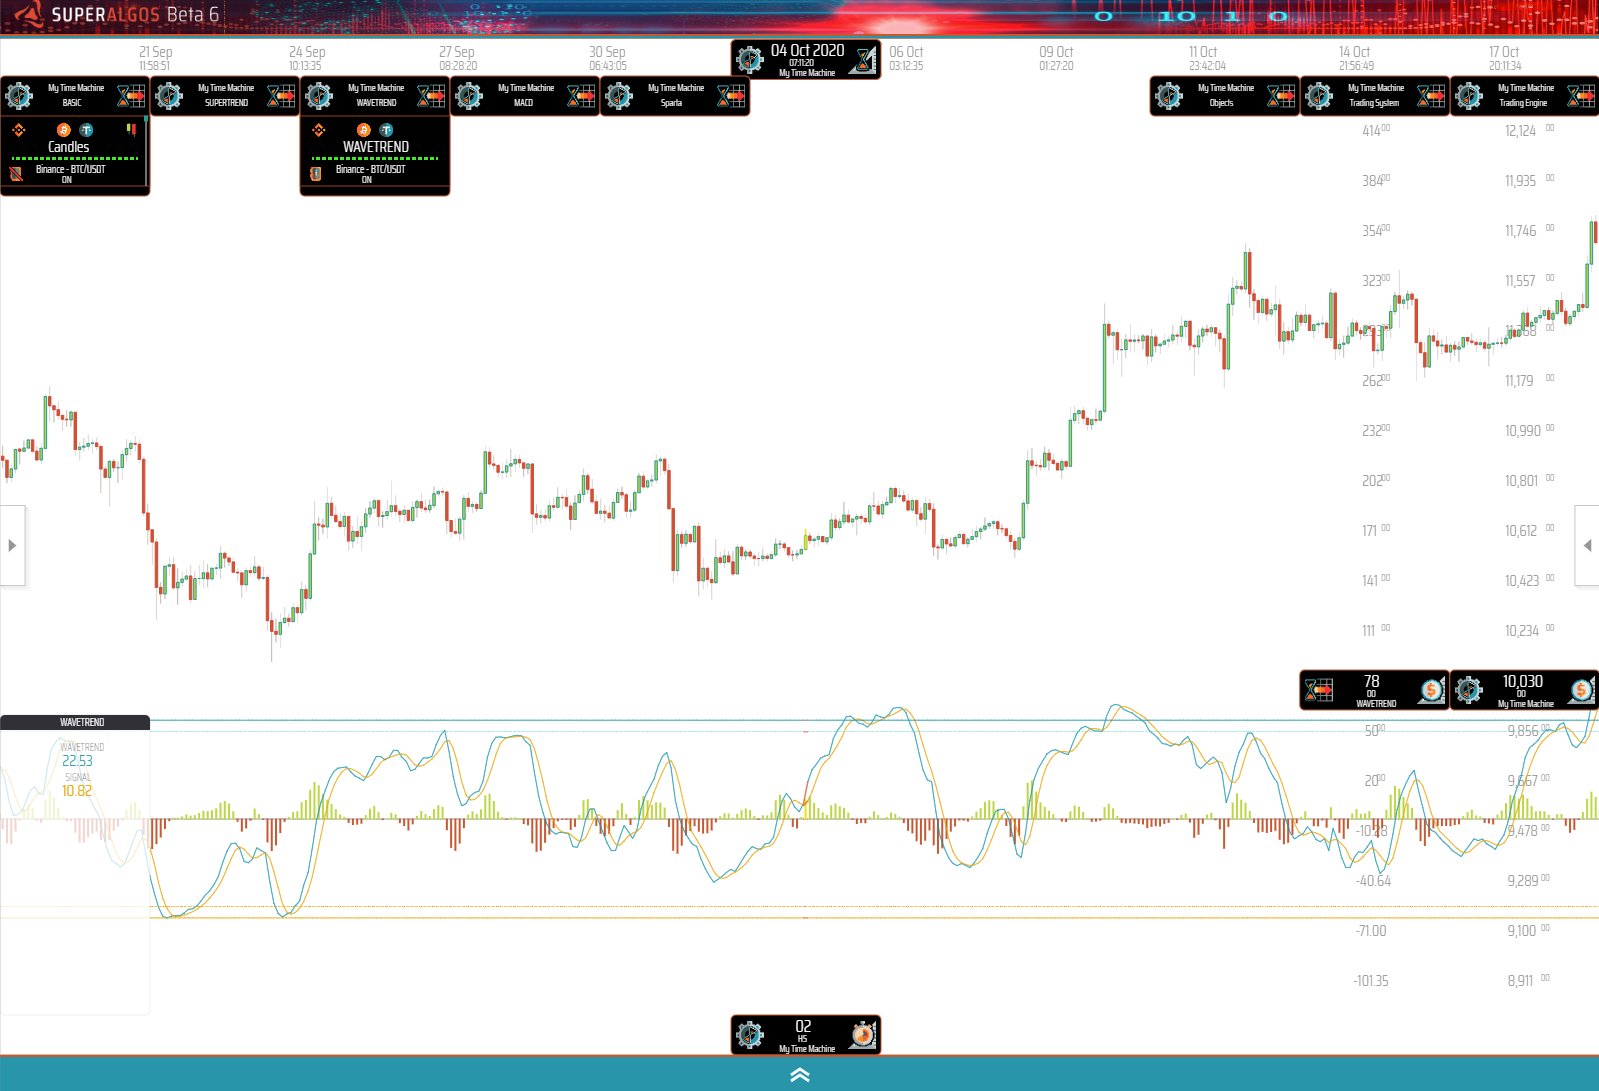 SUPERALGOS Beta 6
0 10 1 0
21 Sep
11:58:51
24 Sep
10:13:35
27 Sep
08:28:20
30 Sep
06:43:05
04 Oct 2020
07:11:20
My Time Machine
06 Oct
03:12:35
09 Oct
01:27:20
11 Oct
23:42:04
14 Oct
21:56:49
17 Oct
20:11:34
My Time Machine
BASIC
My Time Machine
SUPERTREND
My Time Machine
WAVETREND
My Time Machine
MACD
My Time Machine
Sparta
My Time Machine
Objects
My Time Machine
Trading System
My Time Machine
Trading Engine
Candles
Binance - BTC/USDT
ON
WAVETREND
Binance - BTC/USDT
ON
414 00
12,124 00
384 00
11,935 00
354 00
11,746 00
323 00
11,557 00
293 00
11,368 00
262 00
11,179 00
232 00
10,990 00
202 00
10,801 00
171 00
10,612 00
141 00
10,423 00
111 00
10,234 00
78
00
WAVETREND
10,030
00
My Time Machine
WAVETREND
WAVETREND
22.53
SIGNAL
10.82
50 00
9,856 00
20 00
9,667 00
-10.28
9,478 00
-40.64
9,289 00
-71.00
9,100 00
-101.35
8,911 00
02
HS
My Time Machine